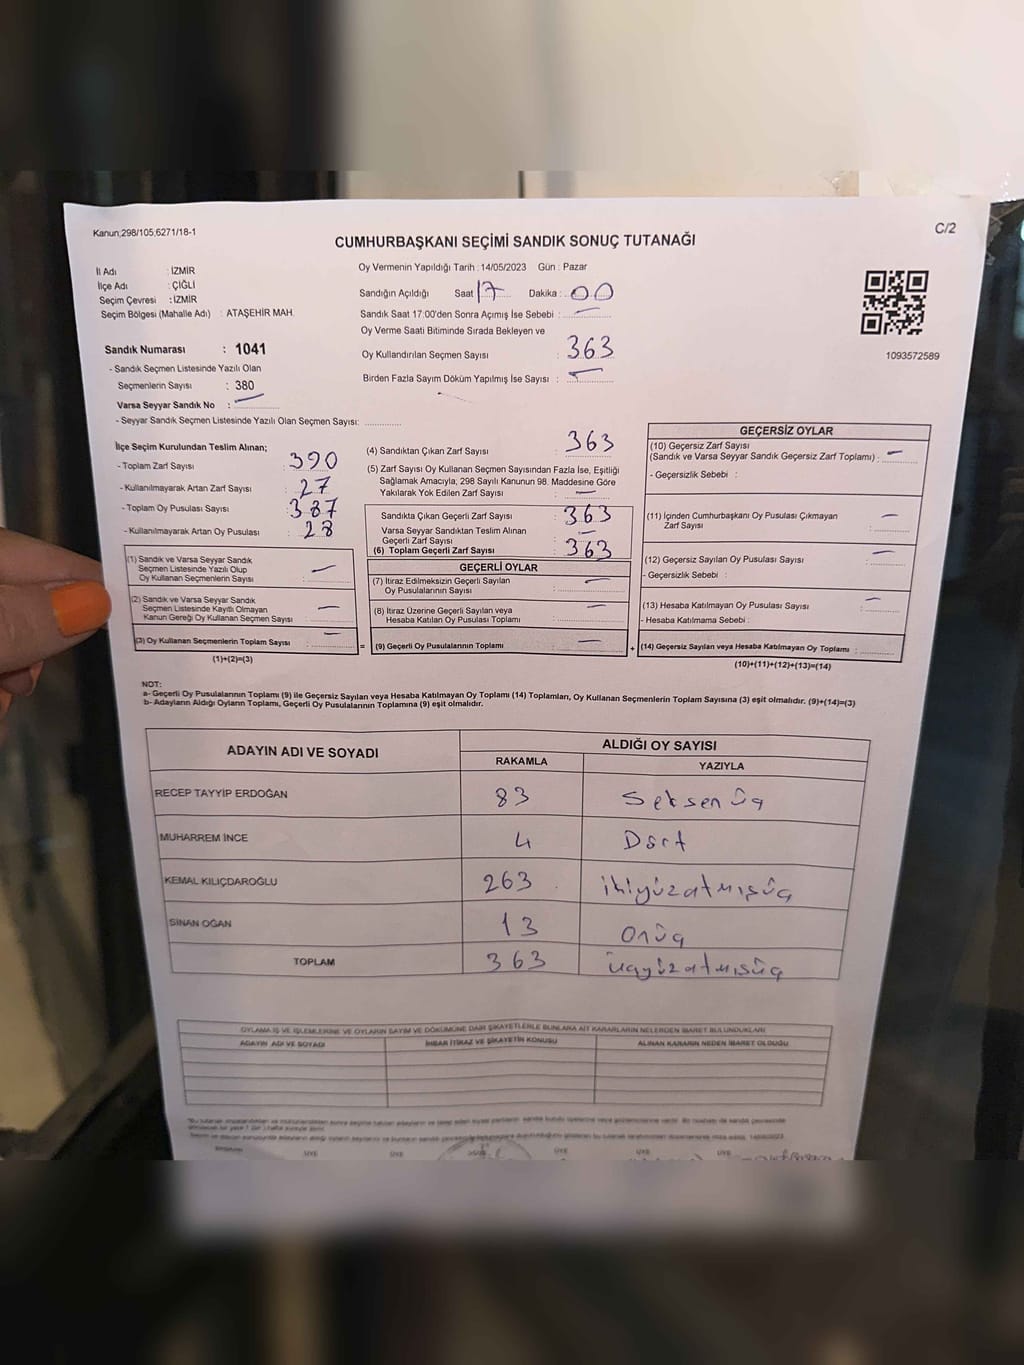 Kanun;298/105,6271/18-1
C/2
CUMHURBAŞKANI SEÇİMİ SANDIK SONUÇ TUTANAĞI
İl Adı : İZMİR
İlçe Adı : ÇİĞLİ
Seçim Çevresi : İZMİR
Seçim Bölgesi (Mahalle Adı) : ATAŞEHİR MAH.
Sandık Numarası : 1041
- Sandık Seçmen Listesinde Yazılı Olan
Seçmenlerin Sayısı : 380
Varsa Seyyar Sandık No : —
- Seyyar Sandık Seçmen Listesinde Yazılı Olan Seçmen Sayısı:
Oy Vermenin Yapıldığı Tarih : 14/05/2023 Gün : Pazar
Sandığın Açıldığı Saat 17 Dakika : 00
Sandık Saat 17:00'den Sonra Açımış İse Sebebi : —
Oy Verme Saati Bitiminde Sırada Bekleyen ve
Oy Kullandırılan Seçmen Sayısı : 363
Birden Fazla Sayım Döküm Yapılmış İse Sayısı : —
1093572589
İlçe Seçim Kurulundan Teslim Alınan;
- Toplam Zarf Sayısı : 390
- Kullanılmayarak Artan Zarf Sayısı : 27
- Toplam Oy Pusulası Sayısı : 387
- Kullanılmayarak Artan Oy Pusulası : 28
(1) Sandık ve Varsa Seyyar Sandık
Seçmen Listesinde Yazılı Olup
Oy Kullanan Seçmenlerin Sayısı : —
(2) Sandık ve Varsa Seyyar Sandık
Seçmen Listesinde Kayıtlı Olmayan
Kanun Gereği Oy Kullanan Seçmen Sayısı : —
(3) Oy Kullanan Seçmenlerin Toplam Sayısı : —
(1)+(2)=(3)
(4) Sandıktan Çıkan Zarf Sayısı : 363
(5) Zarf Sayısı Oy Kullanan Seçmen Sayısından Fazla İse, Eşitliği
Sağlamak Amacıyla; 298 Sayılı Kanunun 98. Maddesine Göre
Yakılarak Yok Edilen Zarf Sayısı : —
Sandıkta Çıkan Geçerli Zarf Sayısı : 363
Varsa Seyyar Sandıktan Teslim Alınan
Geçerli Zarf Sayısı : —
(6) Toplam Geçerli Zarf Sayısı : 363
GEÇERLİ OYLAR
(7) İtiraz Edilmeksizin Geçerli Sayılan
Oy Pusulalarının Sayısı : —
(8) İtiraz Üzerine Geçerli Sayılan veya
Hesaba Katılan Oy Pusulası Toplamı : —
= (9) Geçerli Oy Pusulalarının Toplamı : —
GEÇERSİZ OYLAR
(10) Geçersiz Zarf Sayısı
(Sandık ve Varsa Seyyar Sandık Geçersiz Zarf Toplamı) : —
- Geçersizlik Sebebi :
(11) İçinden Cumhurbaşkanı Oy Pusulası Çıkmayan
Zarf Sayısı : —
(12) Geçersiz Sayılan Oy Pusulası Sayısı : —
- Geçersizlik Sebebi :
(13) Hesaba Katılmayan Oy Pusulası Sayısı : —
- Hesaba Katılmama Sebebi :
+ (14) Geçersiz Sayılan veya Hesaba Katılmayan Oy Toplamı :
(10)+(11)+(12)+(13)=(14)
NOT:
a- Geçerli Oy Pusulalarının Toplamı (9) ile Geçersiz Sayılan veya Hesaba Katılmayan Oy Toplamı (14) Toplamları, Oy Kullanan Seçmenlerin Toplam Sayısına (3) eşit olmalıdır. (9)+(14)=(3)
b- Adayların Aldığı Oyların Toplamı, Geçerli Oy Pusulalarının Toplamına (9) eşit olmalıdır.
ADAYIN ADI VE SOYADI ALDIĞI OY SAYISI
RAKAMLA YAZIYLA
RECEP TAYYİP ERDOĞAN 83 Seksenüç
MUHARREM İNCE 4 Dört
KEMAL KILIÇDAROĞLU 263 ikiyüzatmışüç
SİNAN OĞAN 13 Onüç
TOPLAM 363 üçyüzatmışüç
OYLAMA İŞ VE İŞLEMLERİNE VE OYLARIN SAYIM VE DÖKÜMÜNE DAİR ŞİKAYETLERLE BUNLARA AİT KARARLARIN NELERDEN İBARET BULUNDUKLARI
ADAYIN ADI VE SOYADI İHBAR İTİRAZ VE ŞİKAYETİN KONUSU ALINAN KARARIN NEDEN İBARET OLDUĞU
ÜYE ÜYE ÜYE ÜYE ÜYE